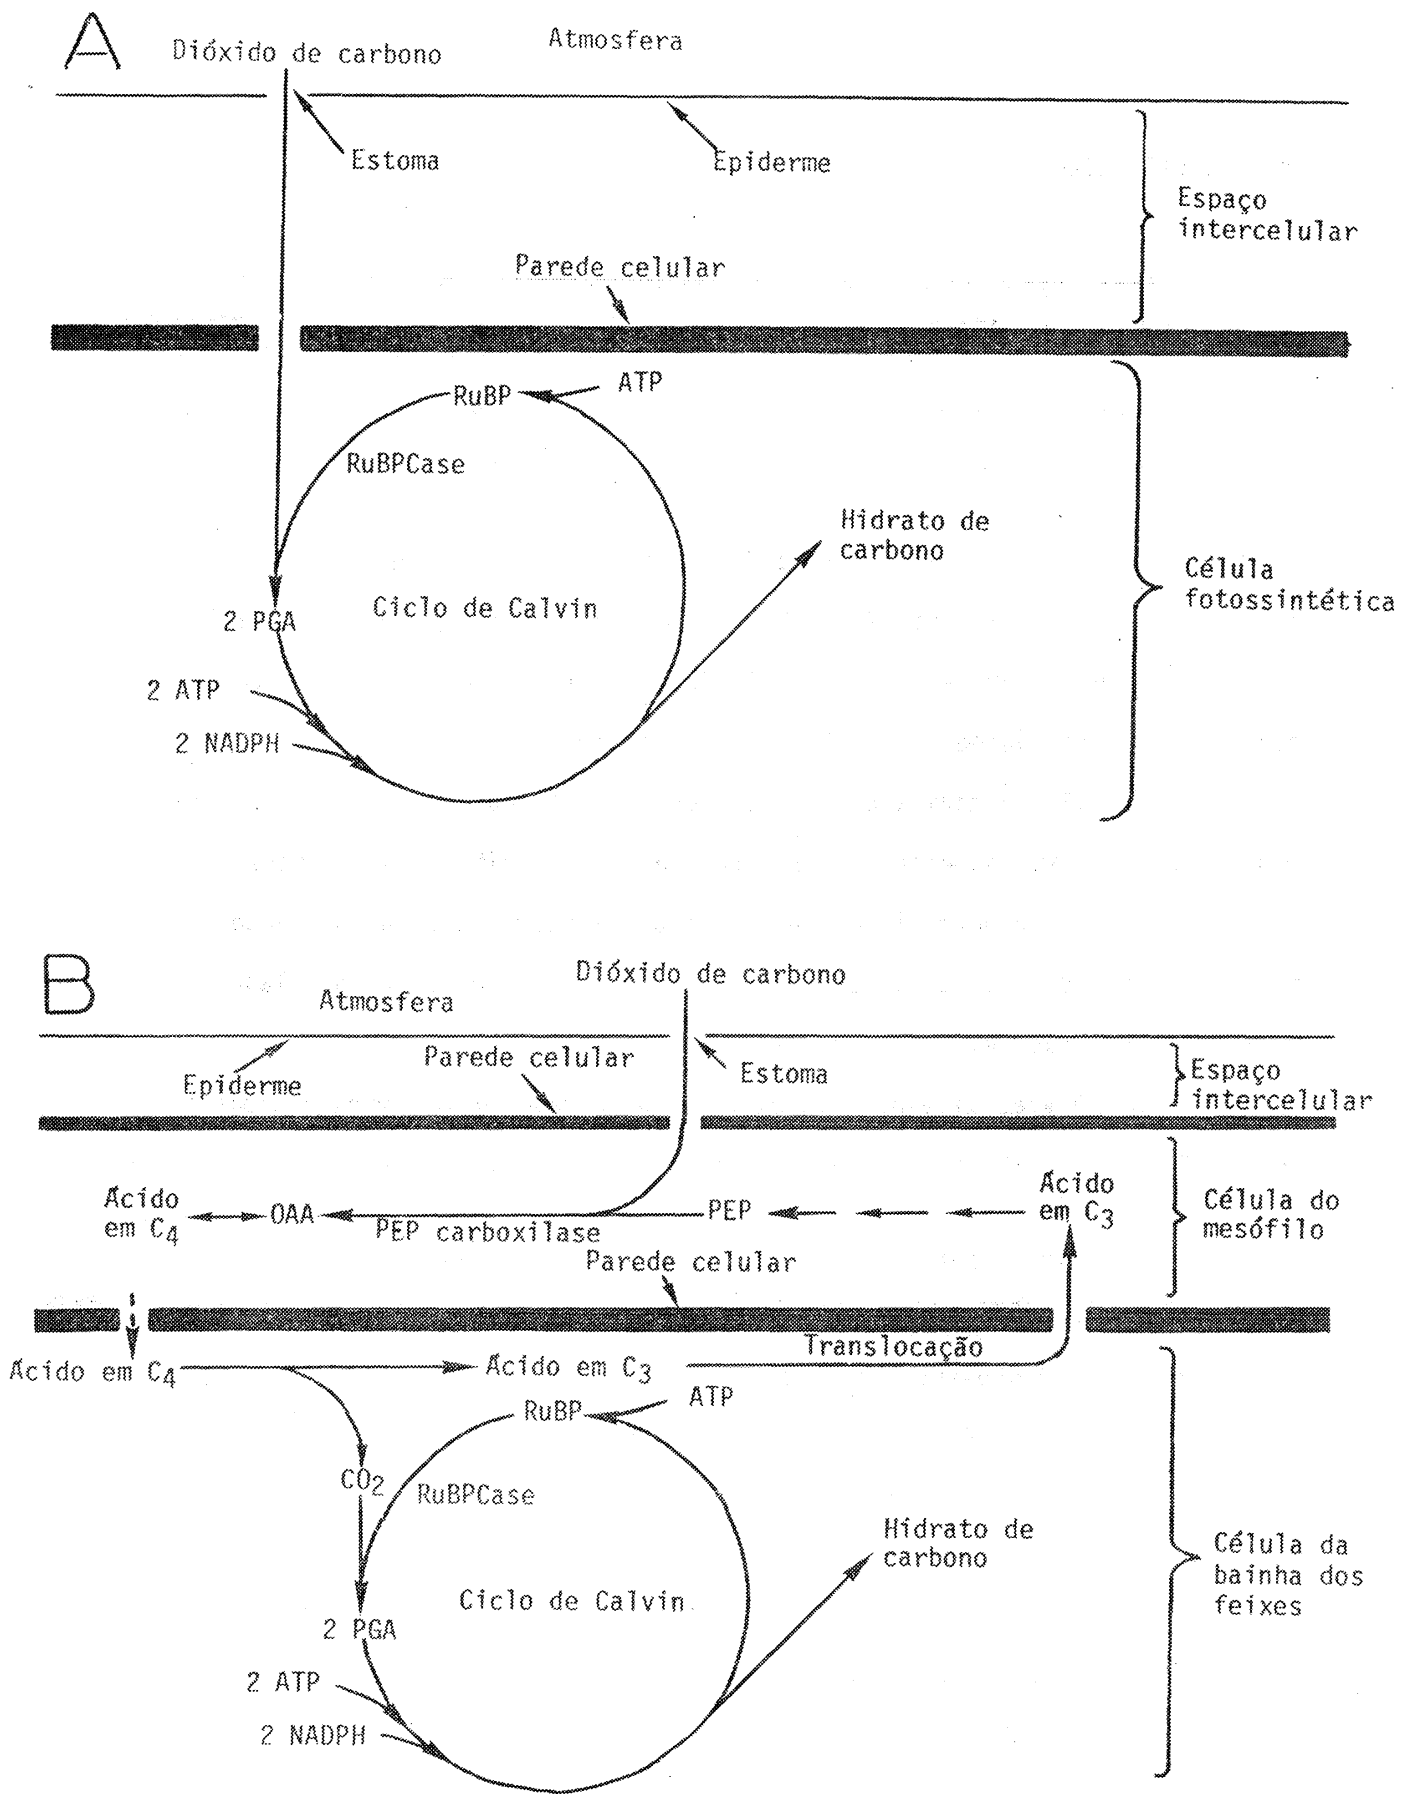 A
Dióxido de carbono
Atmosfera
Estoma
Epiderme
Espaço
intercelular
Parede celular
RuBP
ATP
RuBPCase
Hidrato de
carbono
Célula
fotossintética
Ciclo de Calvin
2 PGA
2 ATP
2 NADPH
B
Dióxido de carbono
Atmosfera
Epiderme
Parede celular
Estoma
Espaço
intercelular
Ácido
em C4
OAA
PEP carboxilase
PEP
Ácido
em C3
Célula do
mesófilo
Parede celular
Translocação
Ácido em C4
Ácido em C3
RuBP
ATP
CO2
RuBPCase
Hidrato de
carbono
Célula da
bainha dos
feixes
Ciclo de Calvin
2 PGA
2 ATP
2 NADPH